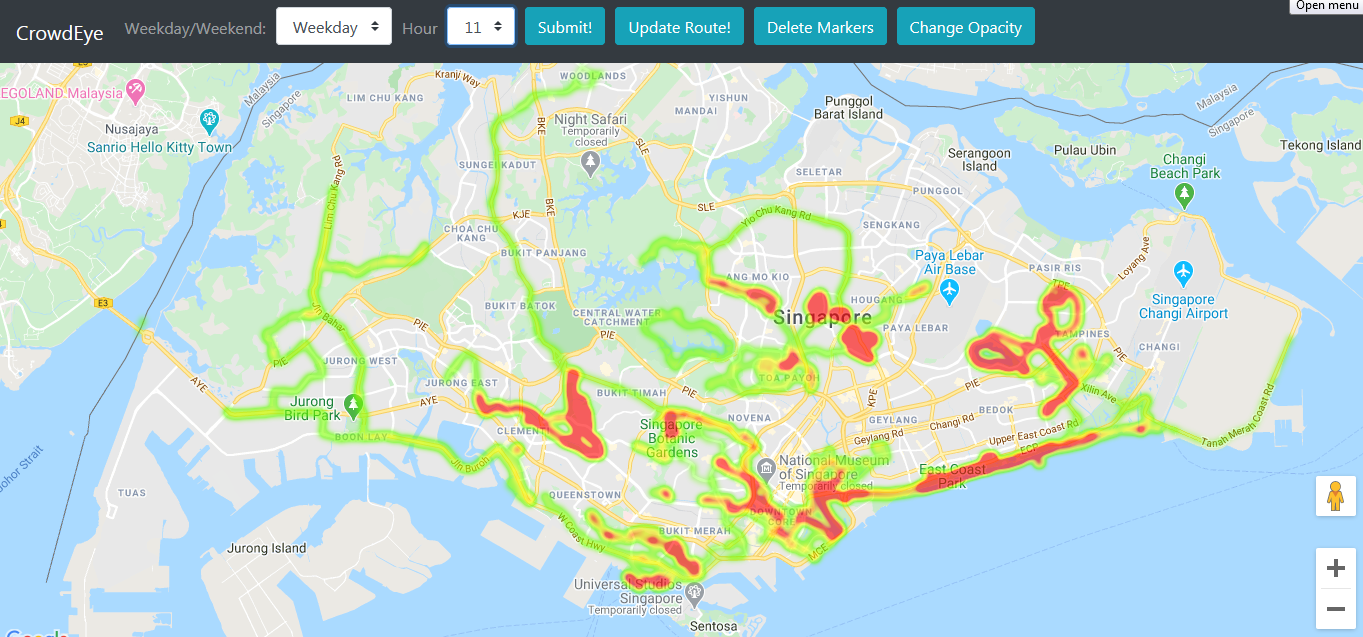 Open menu
CrowdEye
Weekday/Weekend:
Weekday
Hour
11
Submit!
Update Route!
Delete Markers
Change Opacity
E3
Kranji Way
WOODLANDS
EGOLAND Malaysia
LIM CHU KANG
Malaysia
Singapore
YISHUN
MANDAI
Punggol
Barat Island
Malaysia
Singapore
J4
Nusajaya
Sanrio Hello Kitty Town
BKE
Night Safari
Temporarily
closed
SLE
Serangoon
Island
Pulau Ubin
Tekong Island
Changi
Beach Park
Lim Chu Kang Rd
SUNGEI KADUT
SELETAR
PUNGGOL
BKE
KJE
SLE
Yio Chu Kang Rd
SENGKANG
CHOA CHU
KANG
BUKIT PANJANG
Paya Lebar
Air Base
PASIR RIS
Loyang Ave
ANG MO KIO
TPE
E3
Jln Bahar
BUKIT BATOK
HOUGANG
Singapore
Changi Airport
CENTRAL WATER
CATCHMENT
Singapore
PIE
PIE
PAYA LEBAR
TAMPINES
PIE
CHANGI
PIE
JURONG WEST
AYE
JURONG EAST
TOA PAYOH
PIE
PIE
Xilin Ave
Tanah Merah Coast Rd
BUKIT TIMAH
KPE
Jurong
Bird Park
AYE
BEDOK
NOVENA
GEYLANG
Changi Rd
Singapore
Botanic
Gardens
CLEMENTI
BOON LAY
Geylang Rd
Upper East Coast Rd
ECP
Johor Strait
Jln Buroh
National Museum
of Singapore
Temporarily closed
East Coast
Park
TUAS
QUEENSTOWN
DOWNTOWN
CORE
W Coast Hwy
BUKIT MERAH
MCE
Jurong Island
Universal Studios
Singapore
Temporarily closed
Sentosa
Google